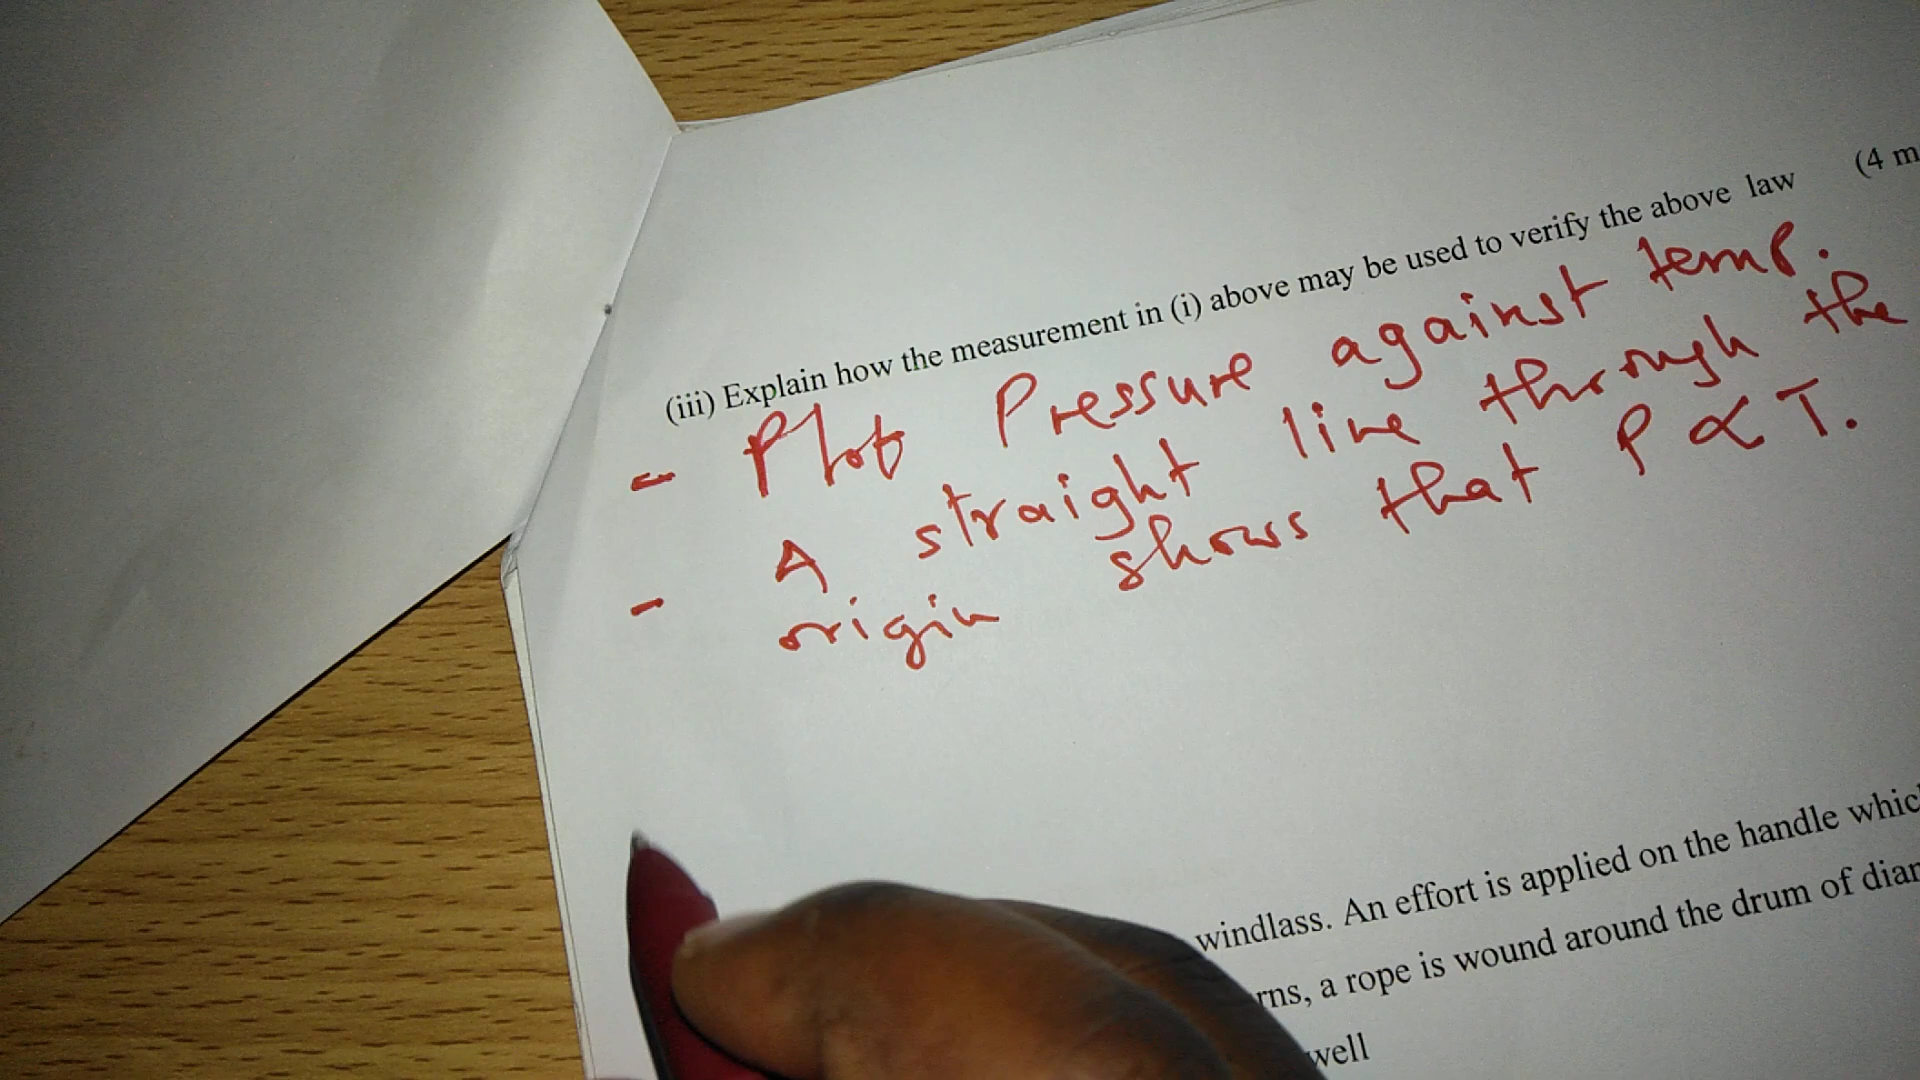 (iii) Explain how the measurement in (i) above may be used to verify the above law (4 m
- Plot Pressure against temp.
- A straight line through the
origin shows that P ∝ T.
windlass. An effort is applied on the handle whic
rns, a rope is wound around the drum of diam
well